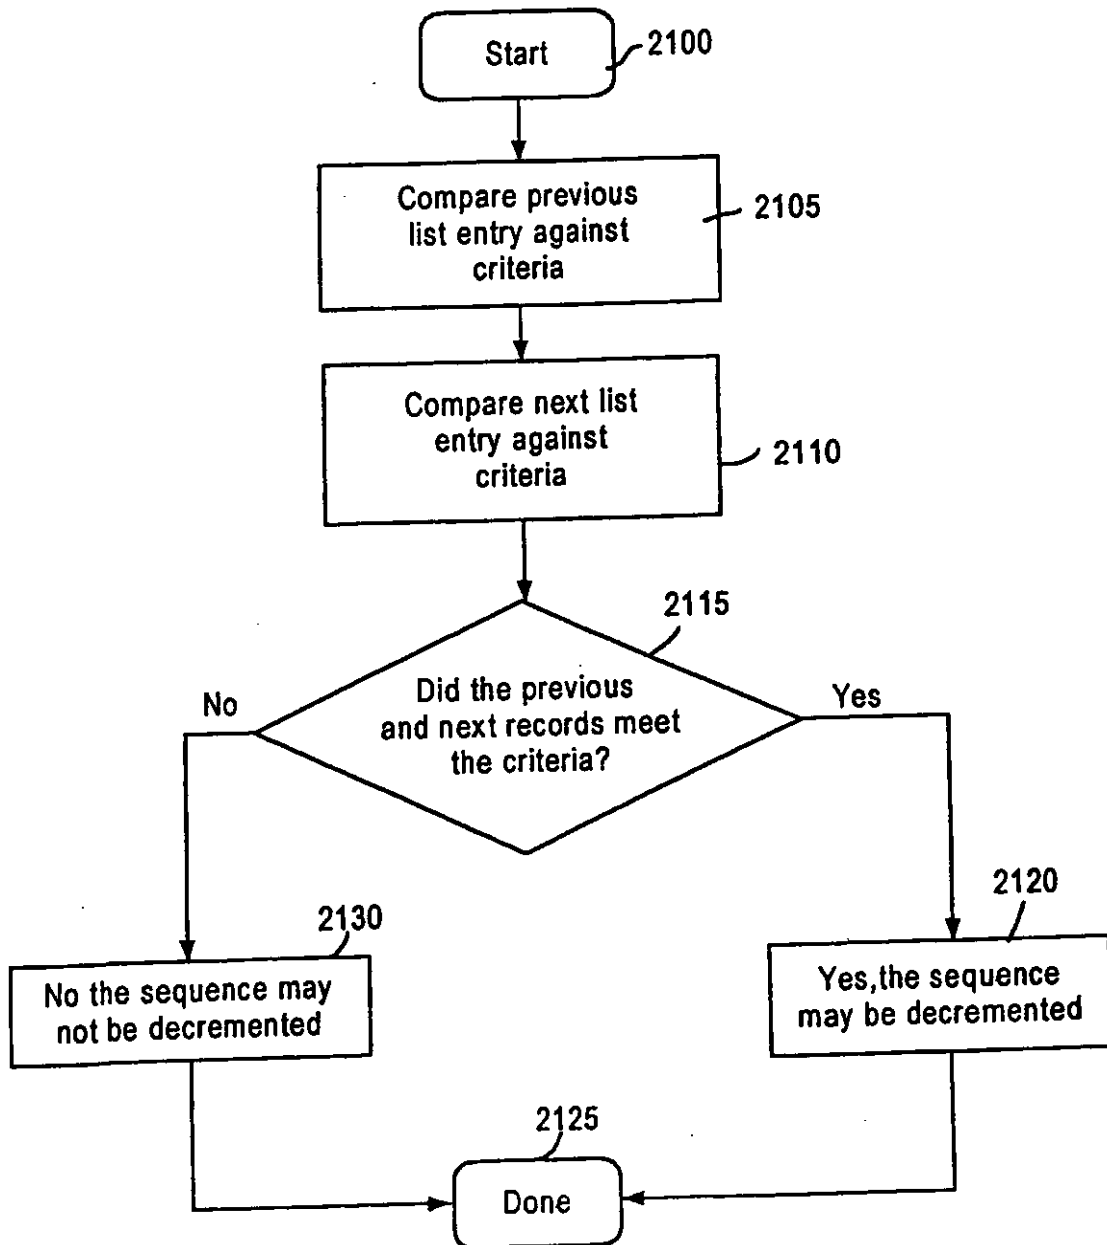 Start
2100
Compare previous
list entry against
criteria
2105
Compare next list
entry against
criteria
2110
2115
Did the previous
and next records meet
the criteria?
No
Yes
2130
No the sequence may
not be decremented
2120
Yes,the sequence
may be decremented
2125
Done